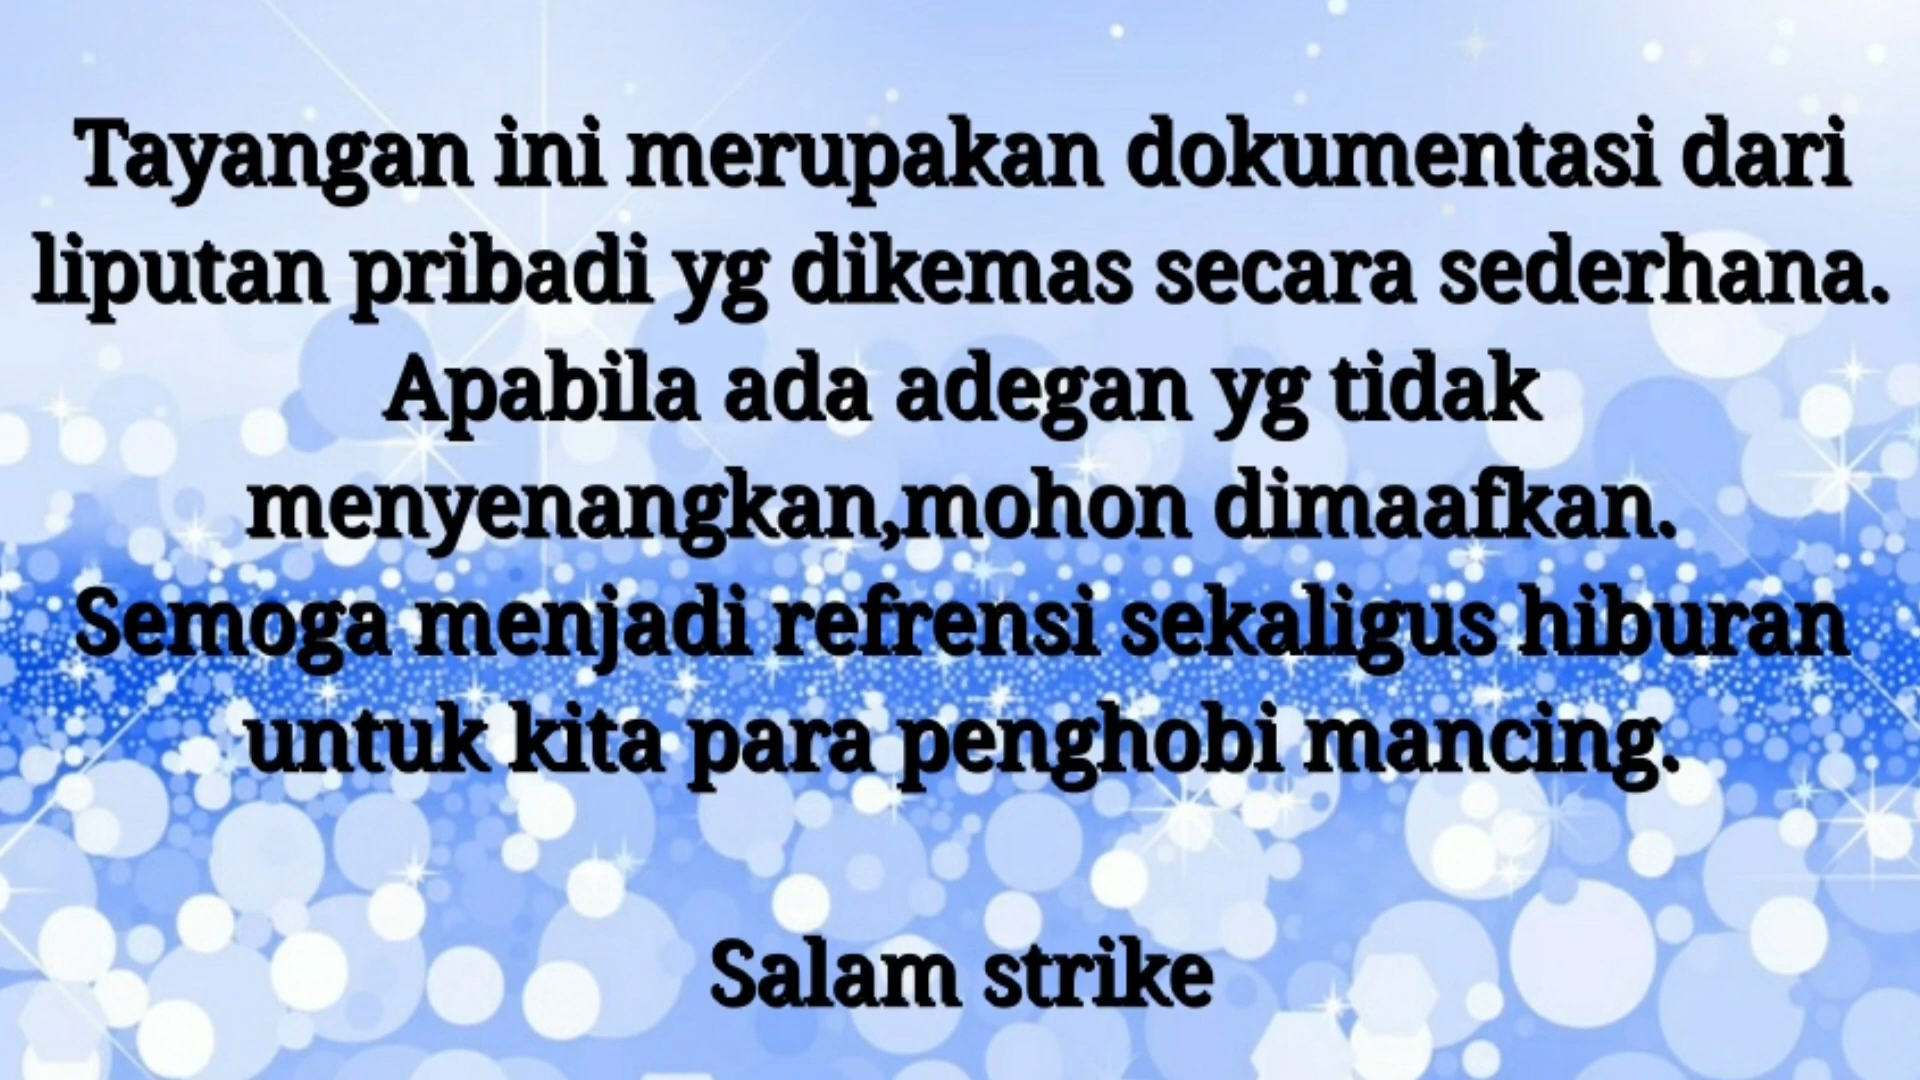 Tayangan ini merupakan dokumentasi dari
liputan pribadi yg dikemas secara sederhana.
Apabila ada adegan yg tidak
menyenangkan,mohon dimaafkan.
Semoga menjadi refrensi sekaligus hiburan
untuk kita para penghobi mancing.
Salam strike